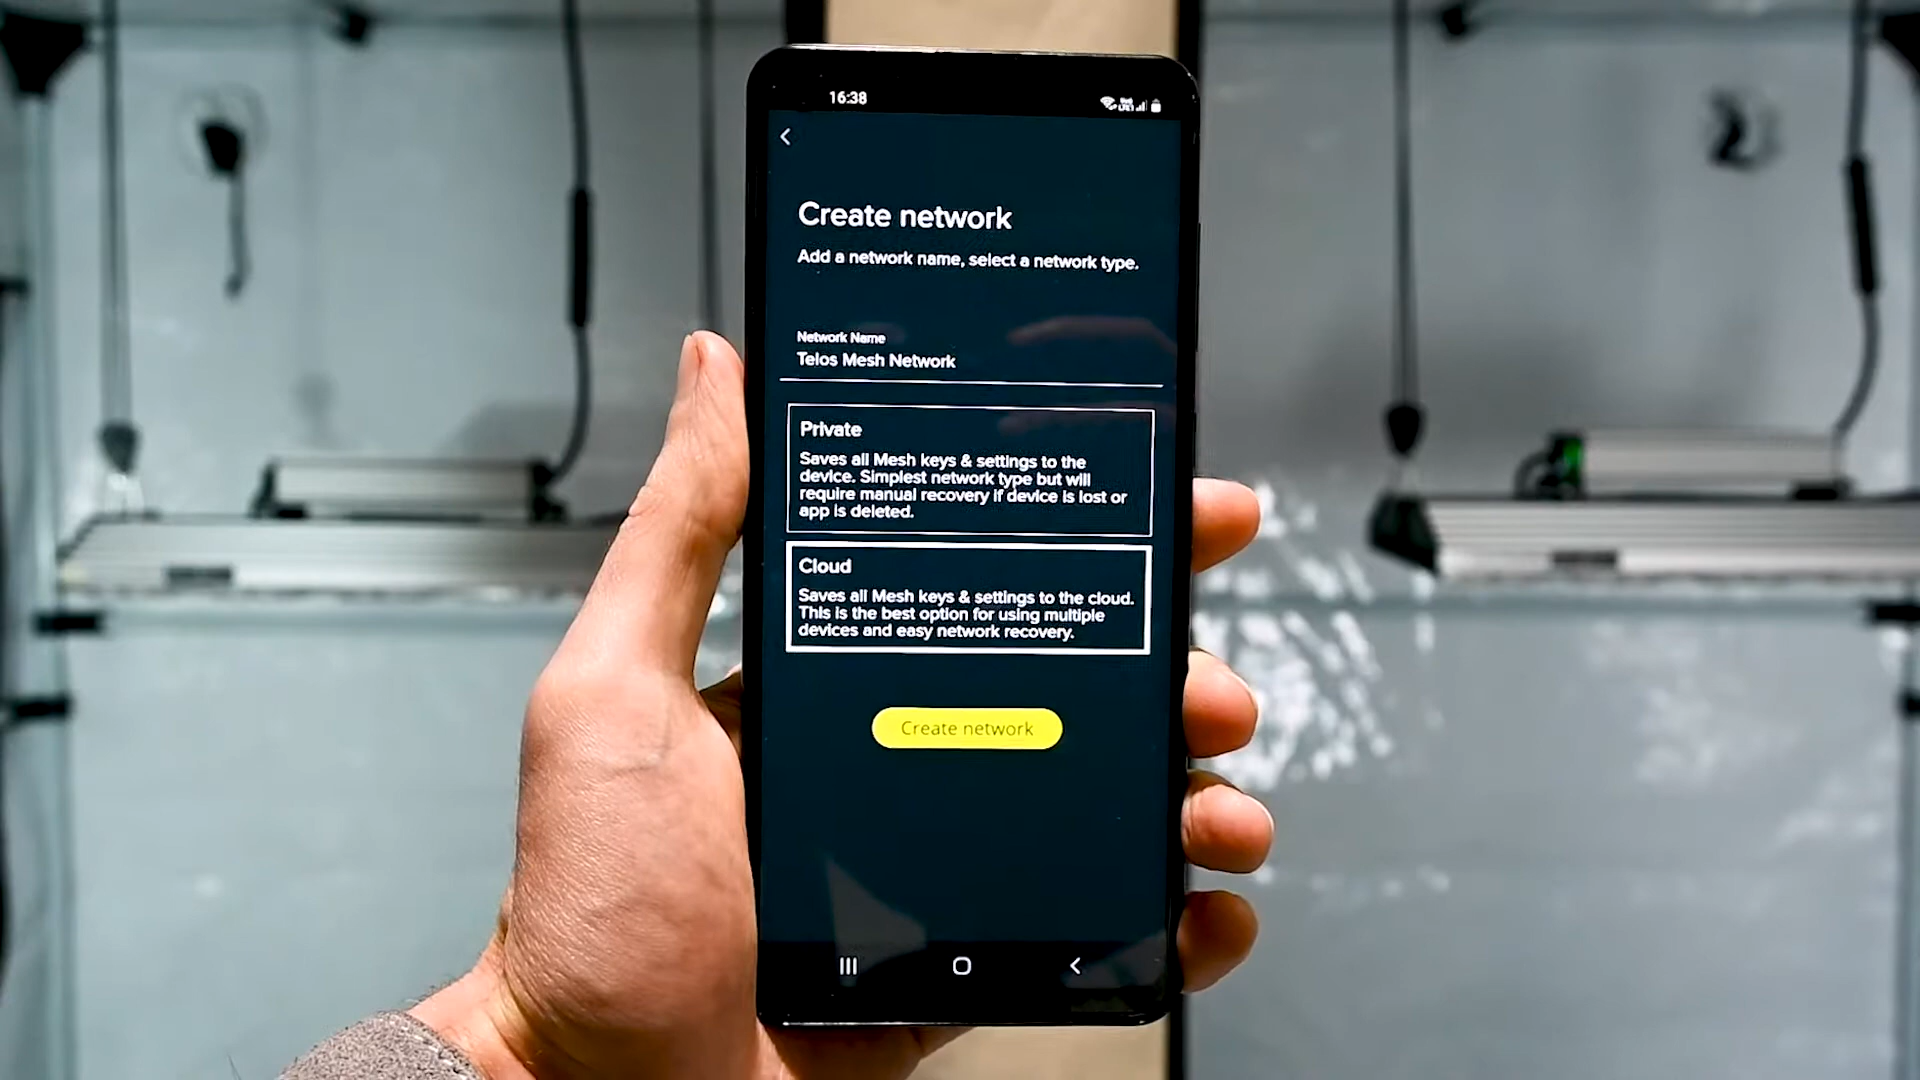 16:38
Create network
Add a network name, select a network type.
Network Name
Telos Mesh Network
Private
Saves all Mesh keys & settings to the
device. Simplest network type but will
require manual recovery if device is lost or
app is deleted.
Cloud
Saves all Mesh keys & settings to the cloud.
This is the best option for using multiple
devices and easy network recovery.
Create network